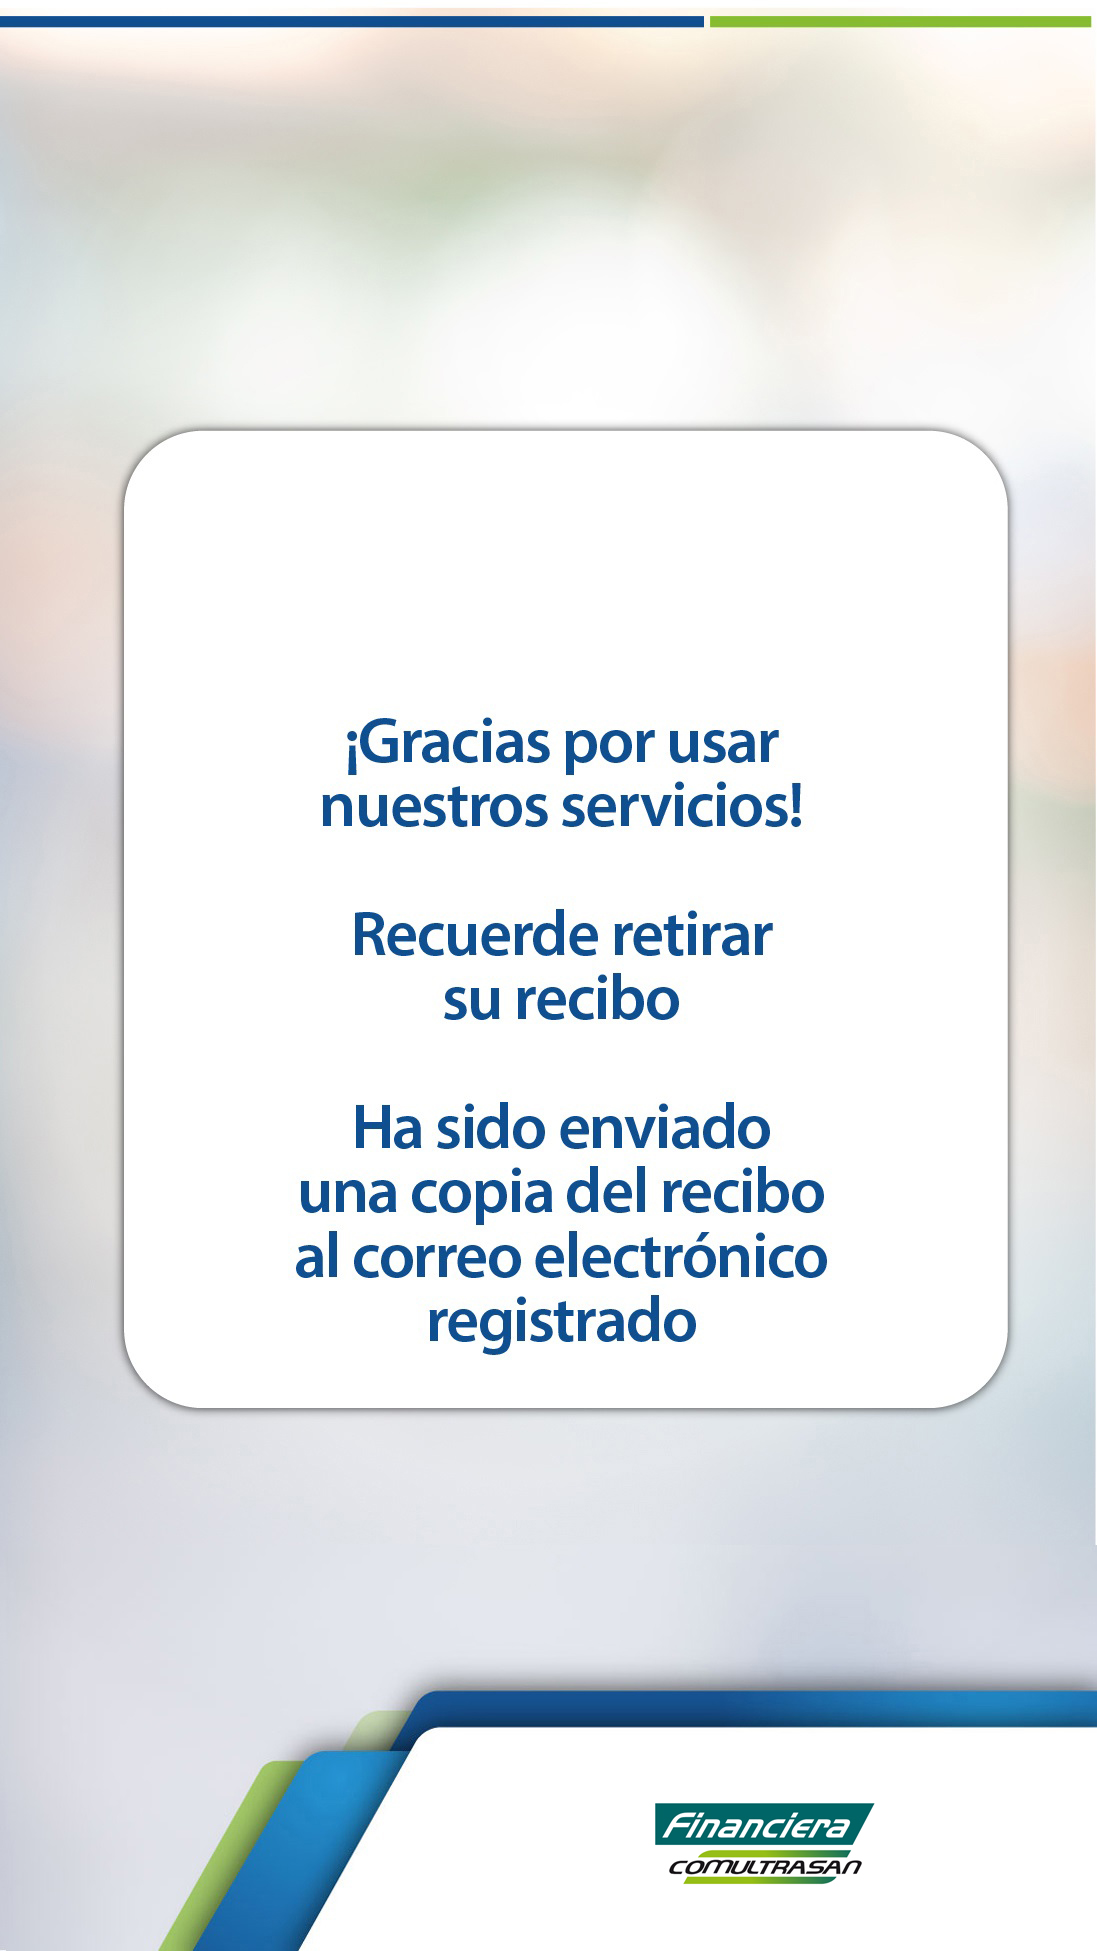 ¡Gracias por usar
nuestros servicios!
Recuerde retirar
su recibo
Ha sido enviado
una copia del recibo
al correo electrónico
registrado
Financiera
COMULTRASAN